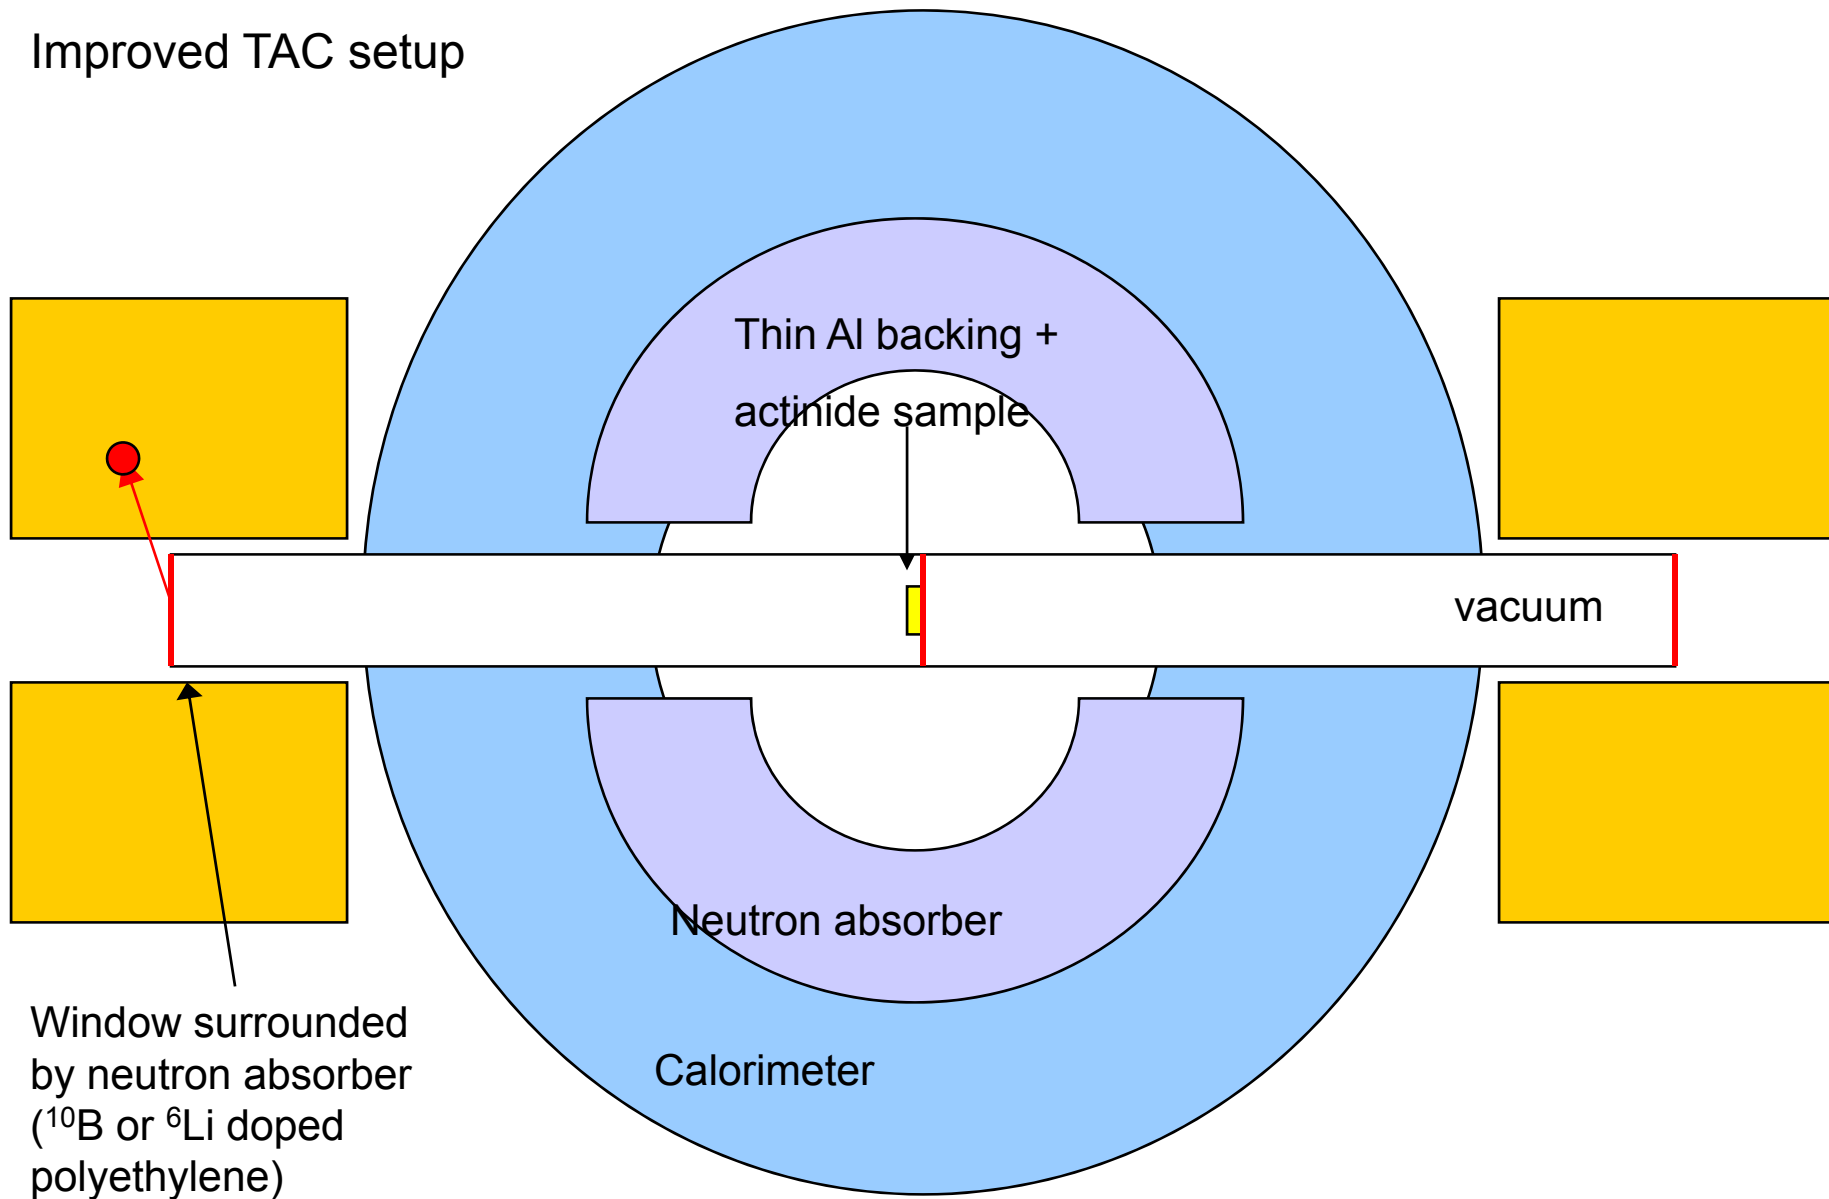 Improved TAC setup
Thin Al backing +
actinide sample
vacuum
Neutron absorber
Calorimeter
Window surrounded
by neutron absorber
(¹⁰B or ⁶Li doped
polyethylene)